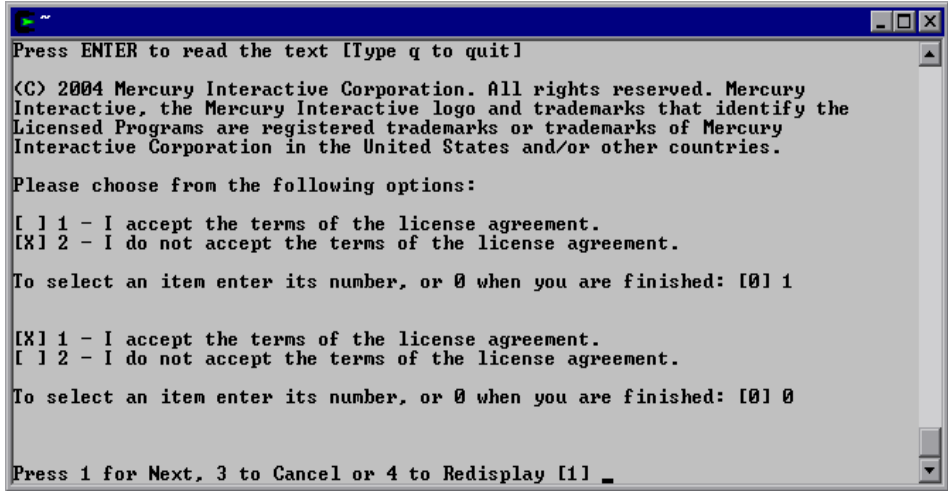 ~
Press ENTER to read the text [Type q to quit]
(C) 2004 Mercury Interactive Corporation. All rights reserved. Mercury
Interactive, the Mercury Interactive logo and trademarks that identify the
Licensed Programs are registered trademarks or trademarks of Mercury
Interactive Corporation in the United States and/or other countries.
Please choose from the following options:
[ ] 1 - I accept the terms of the license agreement.
[X] 2 - I do not accept the terms of the license agreement.
To select an item enter its number, or 0 when you are finished: [0] 1
[X] 1 - I accept the terms of the license agreement.
[ ] 2 - I do not accept the terms of the license agreement.
To select an item enter its number, or 0 when you are finished: [0] 0
Press 1 for Next, 3 to Cancel or 4 to Redisplay [1] _